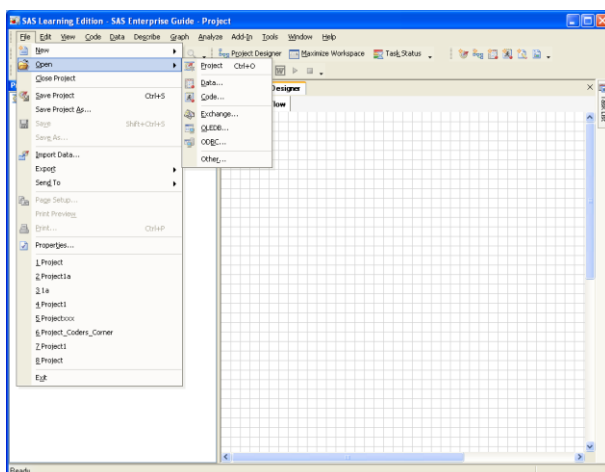 SAS Learning Edition - SAS Enterprise Guide - Project
File Edit View Code Data Describe Graph Analyze Add-In Tools Window Help
Project Designer Maximize Workspace Task Status
New
Open
Close Project
Save Project Ctrl+S
Save Project As...
Save Shift+Ctrl+S
Save As...
Import Data...
Export
Send To
Page Setup...
Print Preview
Print... Ctrl+P
Properties...
1 Project
2 Project1a
3 1a
4 Project1
5 Projectxxx
6 Project_Coders_Corner
7 Project1
8 Project
Exit
Project Ctrl+O
Data...
Code...
Exchange...
OLEDB...
ODBC...
Other...
Designer
low
Task List
Ready